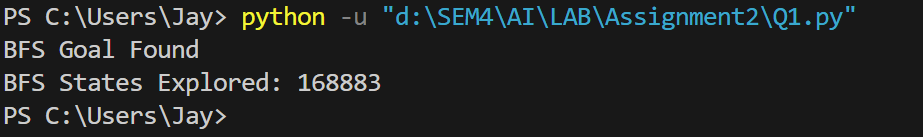 PS C:\Users\Jay> python -u "d:\SEM4\AI\LAB\Assignment2\Q1.py"
BFS Goal Found
BFS States Explored: 168883
PS C:\Users\Jay>